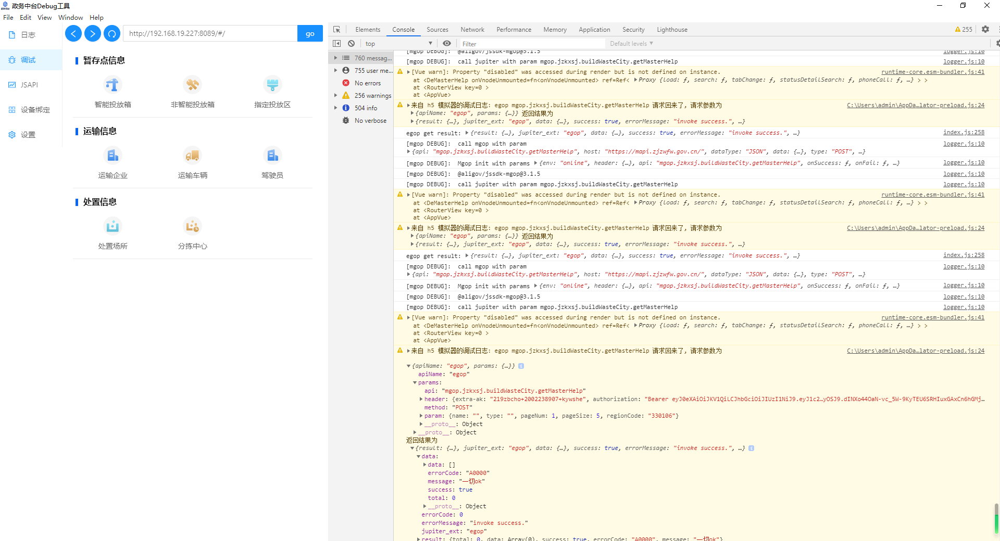 政务中台Debug工具
File Edit View Window Help
日志
调试
JSAPI
设备绑定
设置
http://192.168.19.227:8089/#/
go
暂存点信息
智能投放箱 非智能投放箱 指定投放区
运输信息
运输企业 运输车辆 驾驶员
处置信息
处置场所 分拣中心
Elements Console Sources Network Performance Memory Application Security Lighthouse
255
top
Filter
Default levels
760 messag...
755 user me...
No errors
256 warnings
504 info
No verbose
[mgop DEBUG]: @aligov/jssdk-mgop@3.1.5 logger.js:10
[mgop DEBUG]: call jupiter with param mgop.jzkxsj.buildWasteCity.getMasterHelp logger.js:10
[Vue warn]: Property "disabled" was accessed during render but is not defined on instance. runtime-core.esm-bundler.js:41
at <DeMasterHelp onVnodeUnmounted=fn<onVnodeUnmounted> ref=Ref< Proxy {load: ƒ, search: ƒ, tabChange: ƒ, statusDetailSearch: ƒ, phoneCall: ƒ, …} > >
at <RouterView key=0 >
at <AppVue>
来自 h5 模拟器的调试日志: egop mgop.jzkxsj.buildWasteCity.getMasterHelp 请求回来了, 请求参数为 C:\Users\admin\AppDa…lator-preload.js:24
{apiName: "egop", params: {…}} 返回结果为
{result: {…}, jupiter_ext: "egop", data: {…}, success: true, errorMessage: "invoke success.", …}
egop get result: {result: {…}, jupiter_ext: "egop", data: {…}, success: true, errorMessage: "invoke success.", …} index.js:258
[mgop DEBUG]: call mgop with param logger.js:10
{api: "mgop.jzkxsj.buildWasteCity.getMasterHelp", host: "https://mapi.zjzwfw.gov.cn/", dataType: "JSON", data: {…}, type: "POST", …}
[mgop DEBUG]: Mgop init with params {env: "online", header: {…}, api: "mgop.jzkxsj.buildWasteCity.getMasterHelp", onSuccess: ƒ, onFail: ƒ, …} logger.js:10
[mgop DEBUG]: @aligov/jssdk-mgop@3.1.5 logger.js:10
[mgop DEBUG]: call jupiter with param mgop.jzkxsj.buildWasteCity.getMasterHelp logger.js:10
[Vue warn]: Property "disabled" was accessed during render but is not defined on instance. runtime-core.esm-bundler.js:41
at <DeMasterHelp onVnodeUnmounted=fn<onVnodeUnmounted> ref=Ref< Proxy {load: ƒ, search: ƒ, tabChange: ƒ, statusDetailSearch: ƒ, phoneCall: ƒ, …} > >
at <RouterView key=0 >
at <AppVue>
来自 h5 模拟器的调试日志: egop mgop.jzkxsj.buildWasteCity.getMasterHelp 请求回来了, 请求参数为 C:\Users\admin\AppDa…lator-preload.js:24
{apiName: "egop", params: {…}} 返回结果为
{result: {…}, jupiter_ext: "egop", data: {…}, success: true, errorMessage: "invoke success.", …}
egop get result: {result: {…}, jupiter_ext: "egop", data: {…}, success: true, errorMessage: "invoke success.", …} index.js:258
[mgop DEBUG]: call mgop with param logger.js:10
{api: "mgop.jzkxsj.buildWasteCity.getMasterHelp", host: "https://mapi.zjzwfw.gov.cn/", dataType: "JSON", data: {…}, type: "POST", …}
[mgop DEBUG]: Mgop init with params {env: "online", header: {…}, api: "mgop.jzkxsj.buildWasteCity.getMasterHelp", onSuccess: ƒ, onFail: ƒ, …} logger.js:10
[mgop DEBUG]: @aligov/jssdk-mgop@3.1.5 logger.js:10
[mgop DEBUG]: call jupiter with param mgop.jzkxsj.buildWasteCity.getMasterHelp logger.js:10
[Vue warn]: Property "disabled" was accessed during render but is not defined on instance. runtime-core.esm-bundler.js:41
at <DeMasterHelp onVnodeUnmounted=fn<onVnodeUnmounted> ref=Ref< Proxy {load: ƒ, search: ƒ, tabChange: ƒ, statusDetailSearch: ƒ, phoneCall: ƒ, …} > >
at <RouterView key=0 >
at <AppVue>
来自 h5 模拟器的调试日志: egop mgop.jzkxsj.buildWasteCity.getMasterHelp 请求回来了, 请求参数为 C:\Users\admin\AppDa…lator-preload.js:24
{apiName: "egop", params: {…}}
apiName: "egop"
params:
api: "mgop.jzkxsj.buildWasteCity.getMasterHelp"
header: {extra-ak: "219zbcho+2002238907+kywshe", authorization: "Bearer eyJ0eXAiOiJKV1QiLCJhbGciOiJIUzI1NiJ9.eyJ1c2…yOSJ9.dINXo44OaN-vc_5W-9KyTEU6SRHIuxGAxCn6hGMj…
method: "POST"
param: {name: "", type: "", pageNum: 1, pageSize: 5, regionCode: "330106"}
__proto__: Object
__proto__: Object
返回结果为
{result: {…}, jupiter_ext: "egop", data: {…}, success: true, errorMessage: "invoke success.", …}
data:
data: []
errorCode: "A0000"
message: "一切ok"
success: true
total: 0
__proto__: Object
errorCode: 0
errorMessage: "invoke success."
jupiter_ext: "egop"
result: {total: 0, data: Array(0), success: true, errorCode: "A0000", message: "一切ok"}